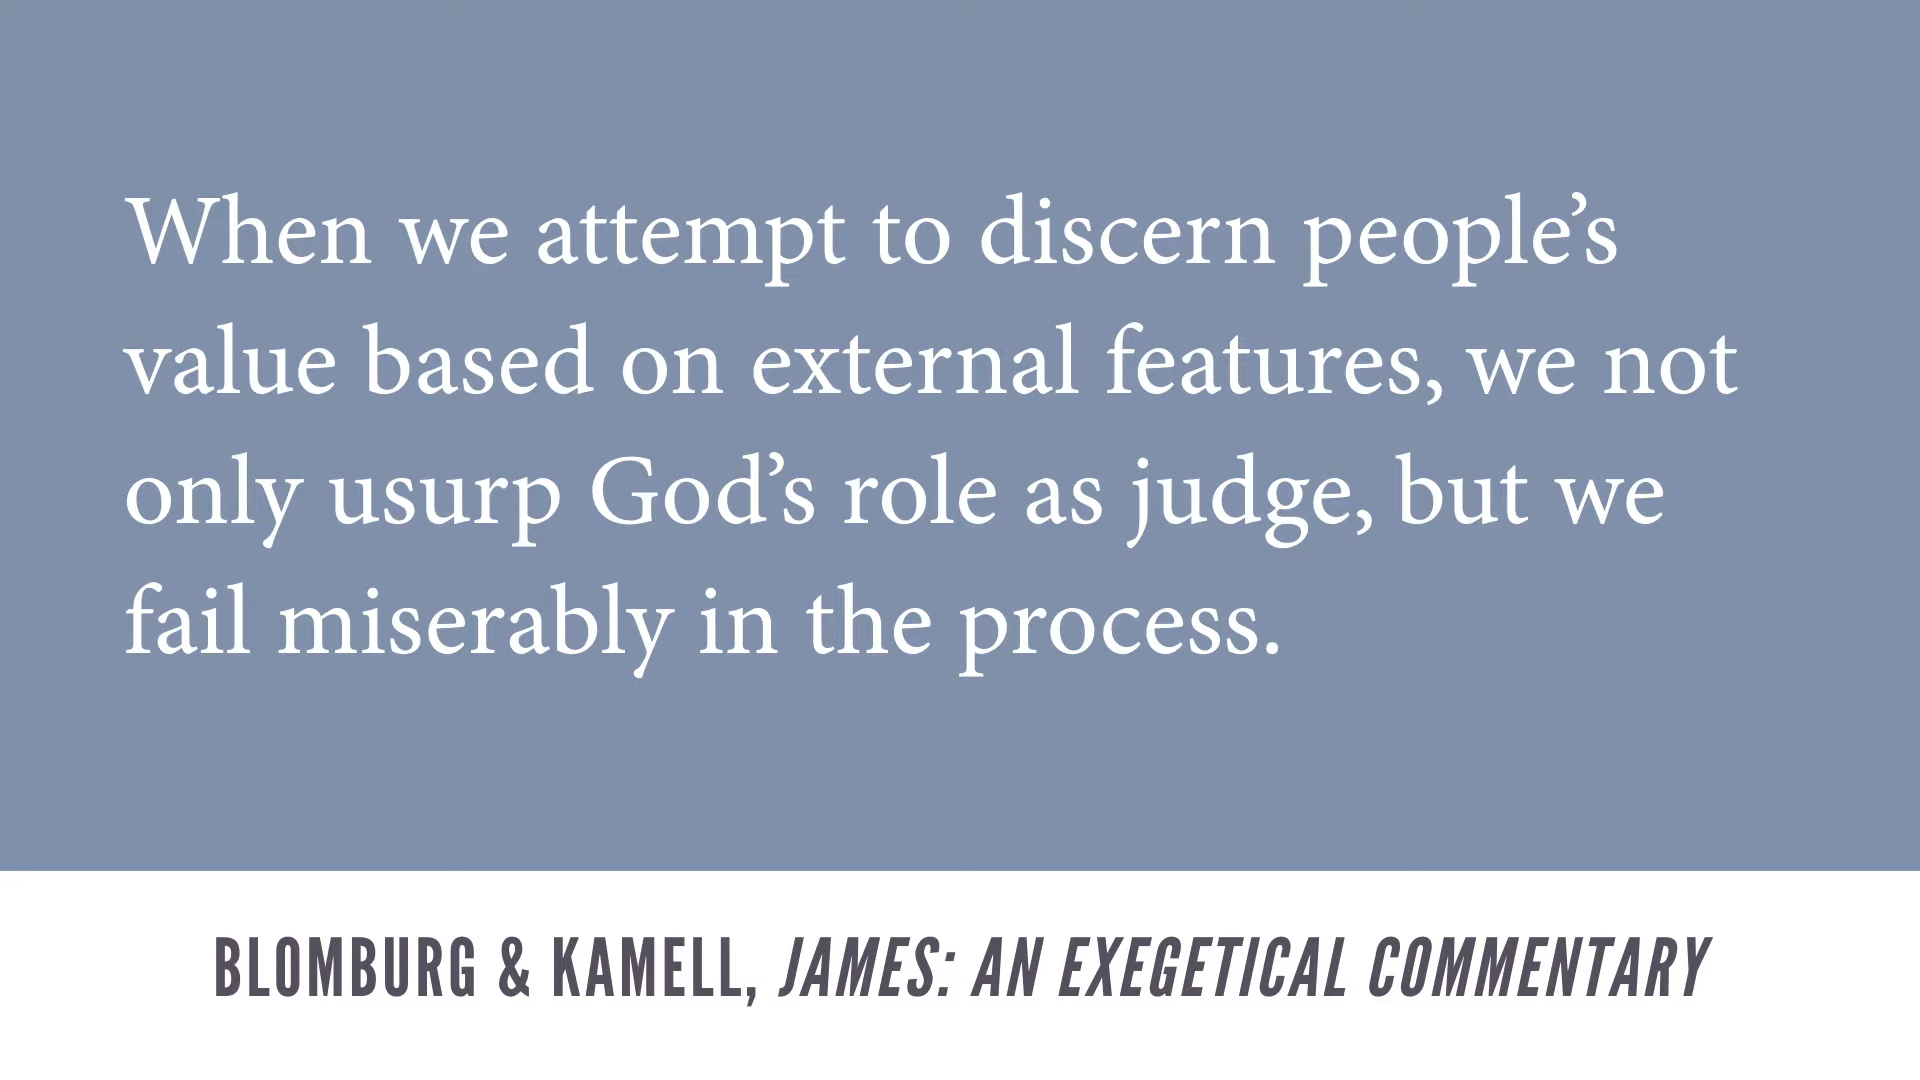 When we attempt to discern people’s
value based on external features, we not
only usurp God’s role as judge, but we
fail miserably in the process.
BLOMBURG & KAMELL, JAMES: AN EXEGETICAL COMMENTARY